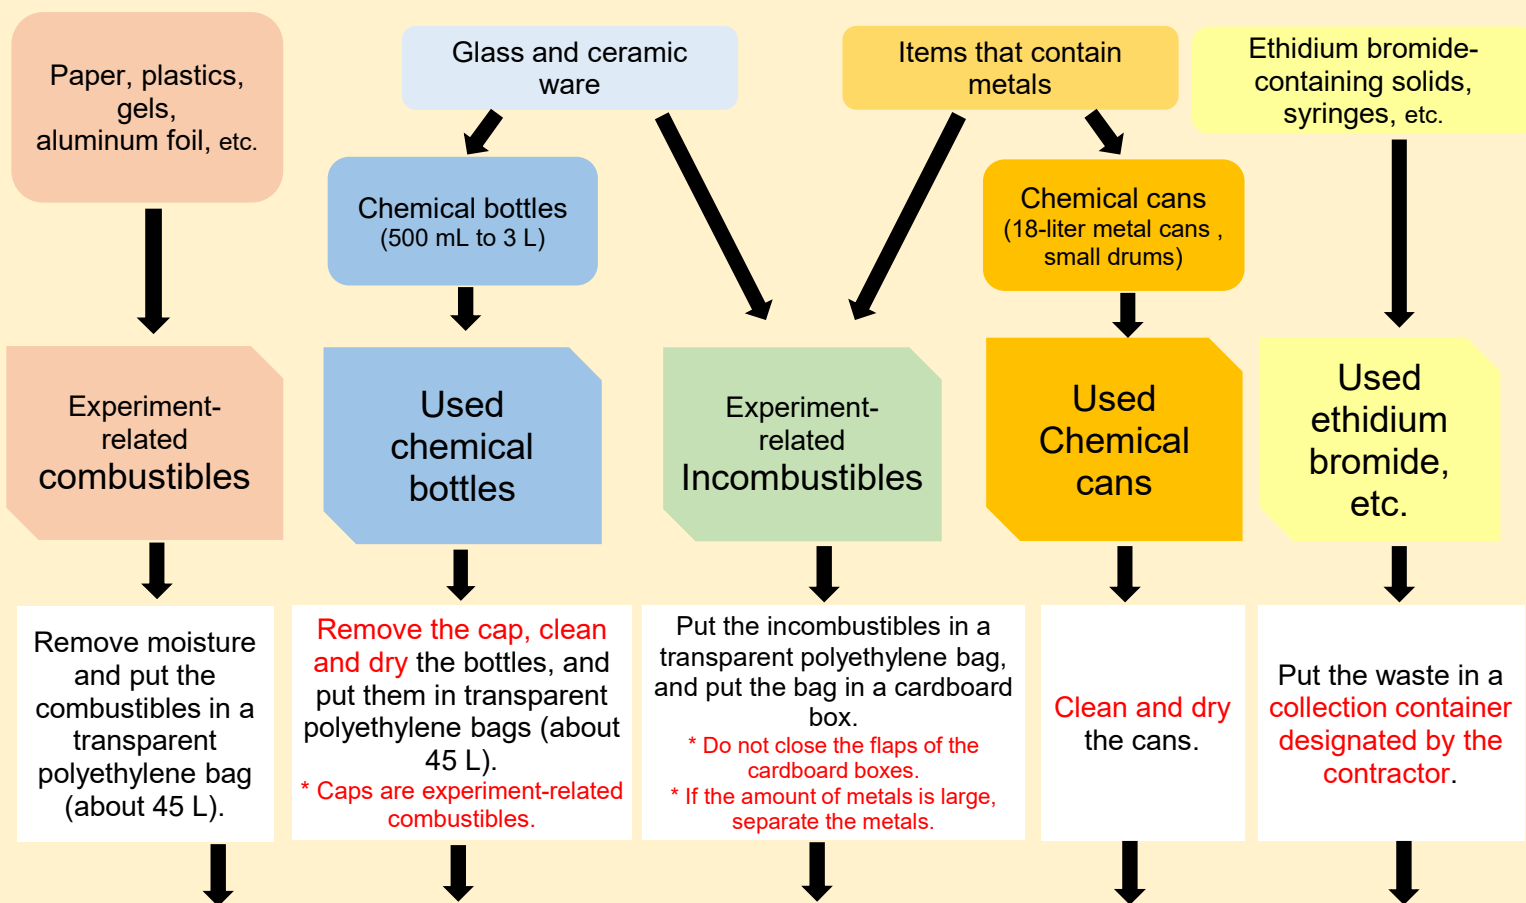 Paper, plastics,
gels,
aluminum foil, etc.
Glass and ceramic
ware
Items that contain
metals
Ethidium bromide-
containing solids,
syringes, etc.
Chemical bottles
(500 mL to 3 L)
Chemical cans
(18-liter metal cans ,
small drums)
Experiment-
related
combustibles
Used
chemical
bottles
Experiment-
related
Incombustibles
Used
Chemical
cans
Used
ethidium
bromide,
etc.
Remove moisture
and put the
combustibles in a
transparent
polyethylene bag
(about 45 L).
Remove the cap, clean
and dry the bottles, and
put them in transparent
polyethylene bags (about
45 L).
* Caps are experiment-related
combustibles.
Put the incombustibles in a
transparent polyethylene bag,
and put the bag in a cardboard
box.
* Do not close the flaps of the
cardboard boxes.
* If the amount of metals is large,
separate the metals.
Clean and dry
the cans.
Put the waste in a
collection container
designated by the
contractor.